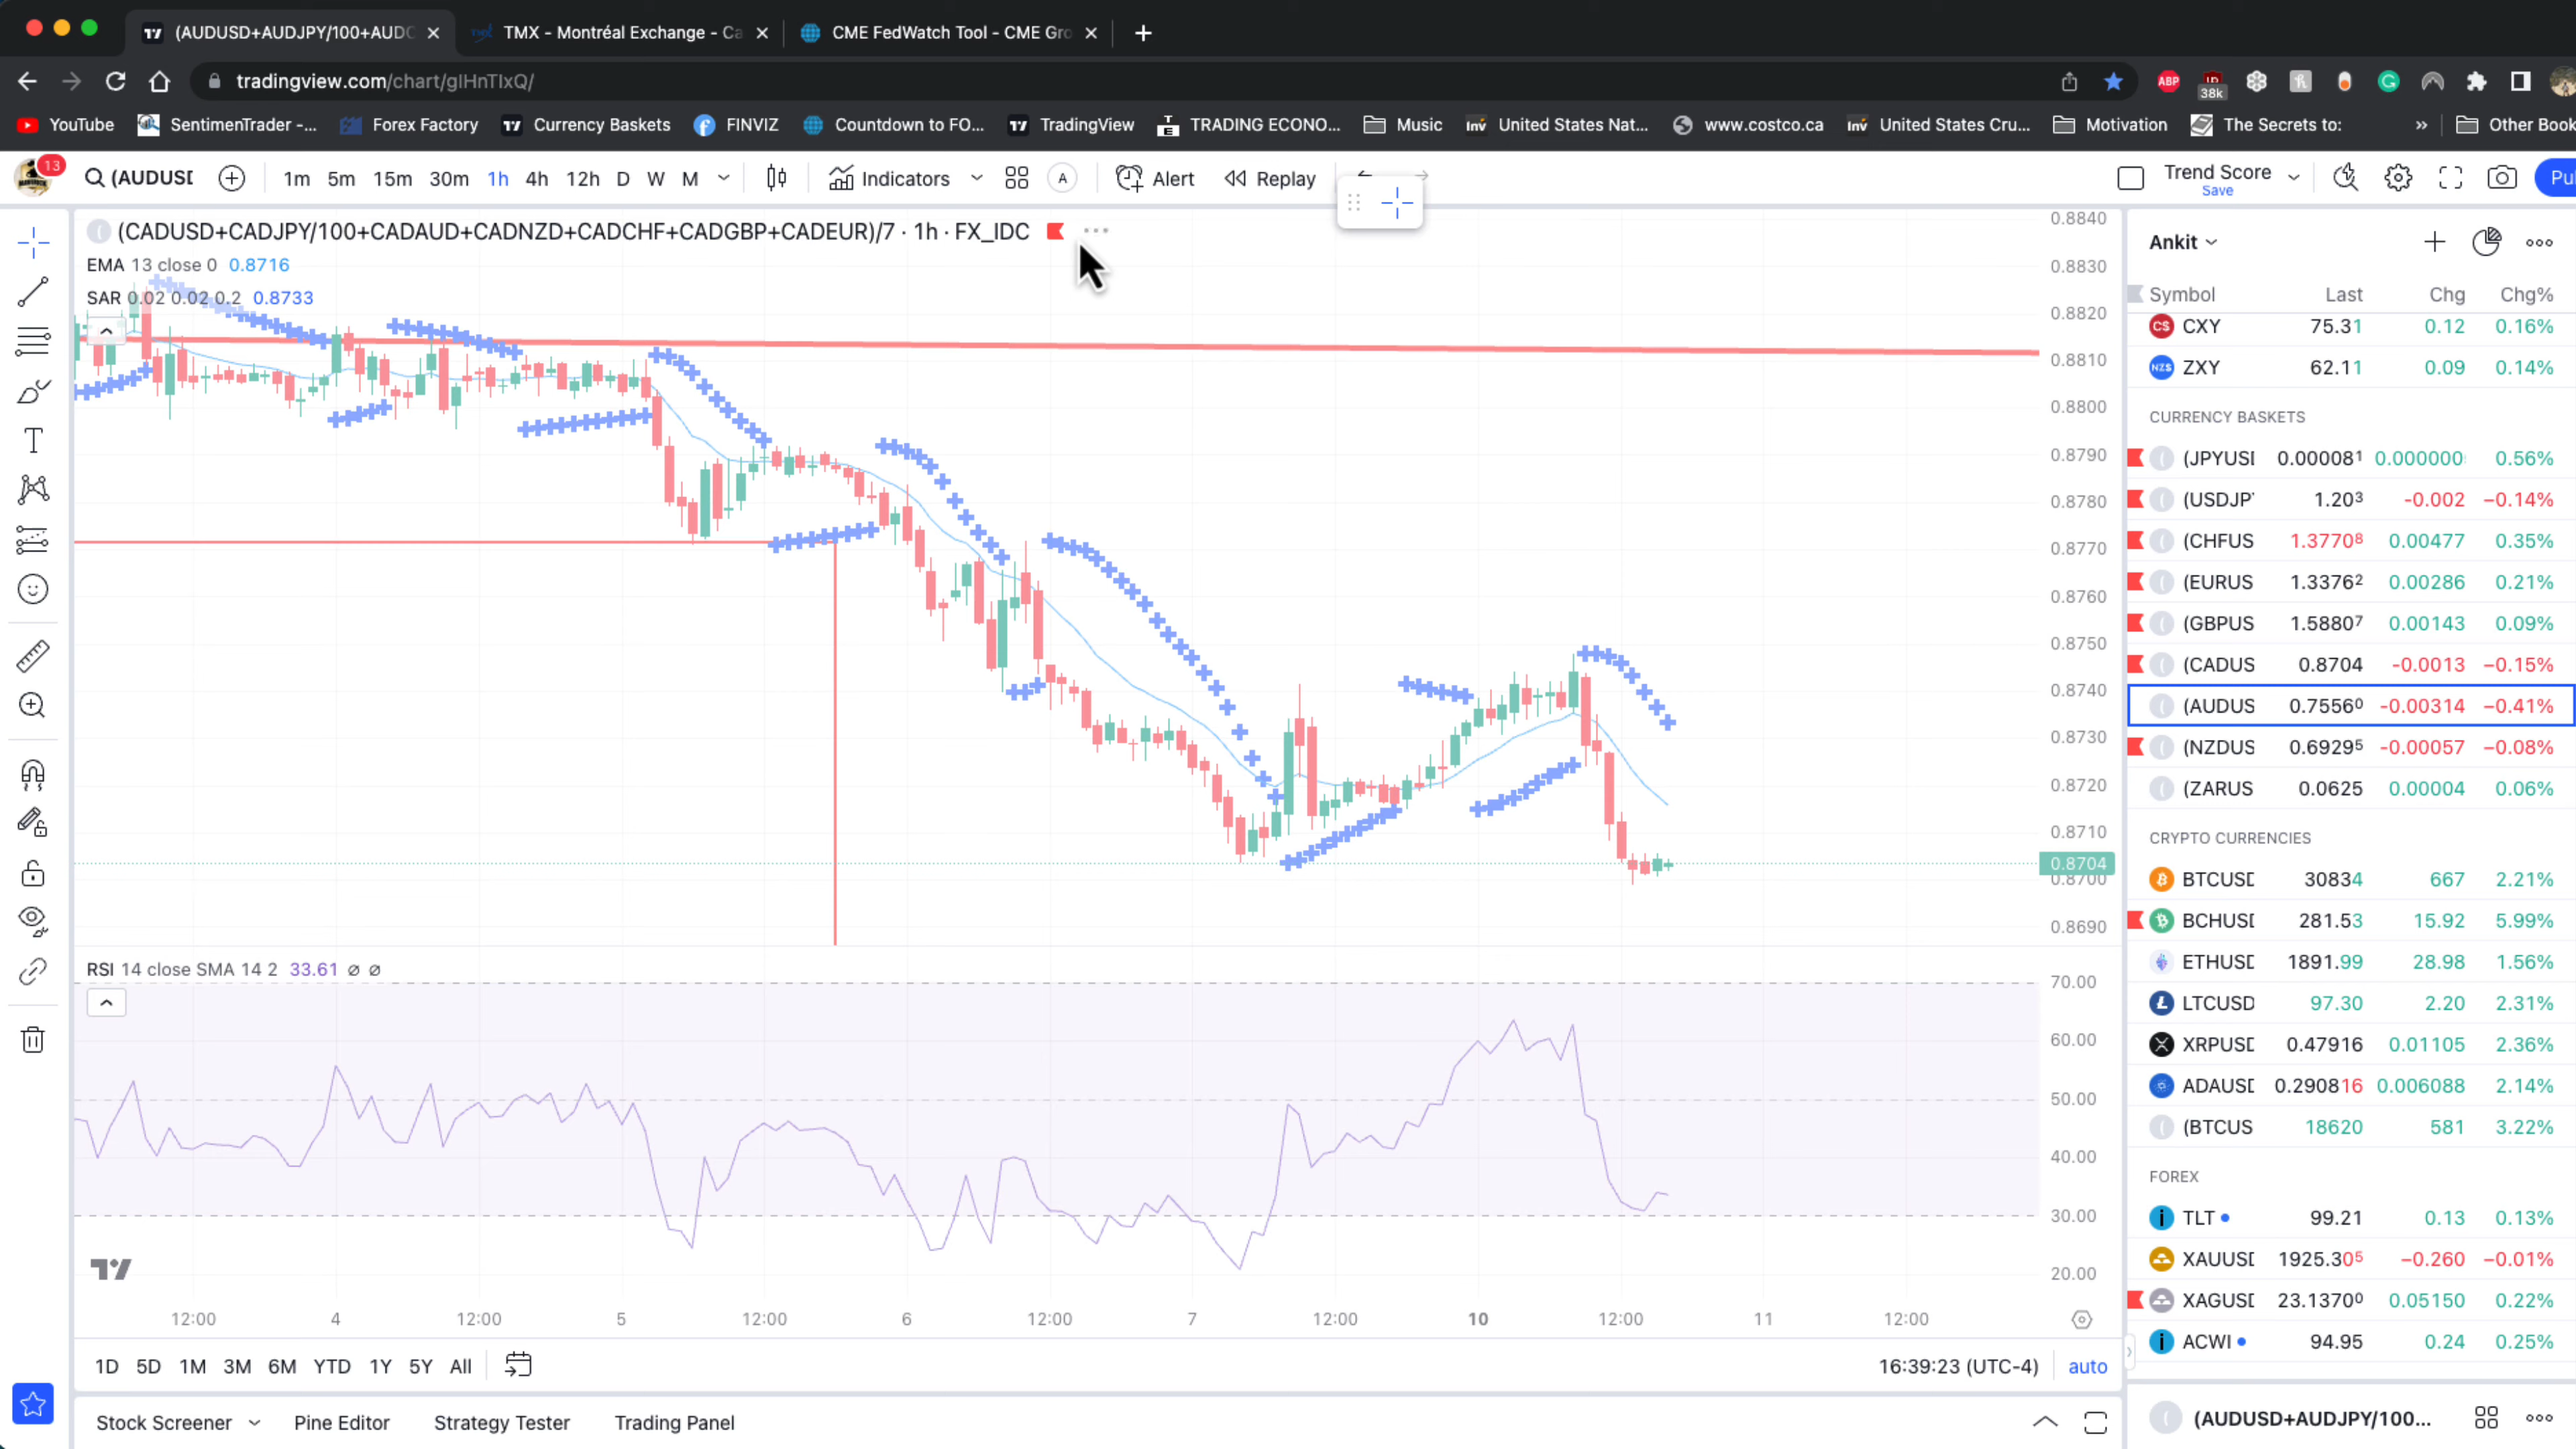 (AUDUSD+AUDJPY/100+AUDC
TMX - Montréal Exchange - Ca
CME FedWatch Tool - CME Gro
tradingview.com/chart/
ABP
38k
YouTube
SentimenTrader -...
Forex Factory
Currency Baskets
FINVIZ
Countdown to FO...
TradingView
TRADING ECONO...
Music
United States Nat...
www.costco.ca
United States Cru...
Motivation
The Secrets to:
»
Other Book
13
(AUDUSD
1m 5m 15m 30m 1h 4h 12h D W M
Indicators
A
Alert
Replay
Trend Score
Save
Pu
(CADUSD+CADJPY/100+CADAUD+CADNZD+CADCHF+CADGBP+CADEUR)/7 · 1h · FX_IDC
EMA 13 close 0 0.8716
SAR 0.02 0.02 0.2 0.8733
0.8840
0.8830
0.8820
0.8810
0.8800
0.8790
0.8780
0.8770
0.8760
0.8750
0.8740
0.8730
0.8720
0.8710
0.8704
0.8700
0.8690
RSI 14 close SMA 14 2 33.61 ∅ ∅
70.00
60.00
50.00
40.00
30.00
20.00
12:00 4 12:00 5 12:00 6 12:00 7 12:00 10 12:00 11 12:00
1D 5D 1M 3M 6M YTD 1Y 5Y All
16:39:23 (UTC-4)
auto
Stock Screener
Pine Editor
Strategy Tester
Trading Panel
Ankit
Symbol Last Chg Chg%
CXY 75.31 0.12 0.16%
ZXY 62.11 0.09 0.14%
CURRENCY BASKETS
(JPYUSI 0.000081 0.000000 0.56%
(USDJP 1.203 -0.002 −0.14%
(CHFUS 1.37708 0.00477 0.35%
(EURUS 1.33762 0.00286 0.21%
(GBPUS 1.58807 0.00143 0.09%
(CADUS 0.8704 -0.0013 −0.15%
(AUDUS 0.75560 -0.00314 −0.41%
(NZDUS 0.69295 -0.00057 −0.08%
(ZARUS 0.0625 0.00004 0.06%
CRYPTO CURRENCIES
BTCUSD 30834 667 2.21%
BCHUSD 281.53 15.92 5.99%
ETHUSD 1891.99 28.98 1.56%
LTCUSD 97.30 2.20 2.31%
XRPUSD 0.47916 0.01105 2.36%
ADAUSD 0.290816 0.006088 2.14%
(BTCUS 18620 581 3.22%
FOREX
TLT 99.21 0.13 0.13%
XAUUSD 1925.305 −0.260 −0.01%
XAGUSD 23.13700 0.05150 0.22%
ACWI 94.95 0.24 0.25%
(AUDUSD+AUDJPY/100...